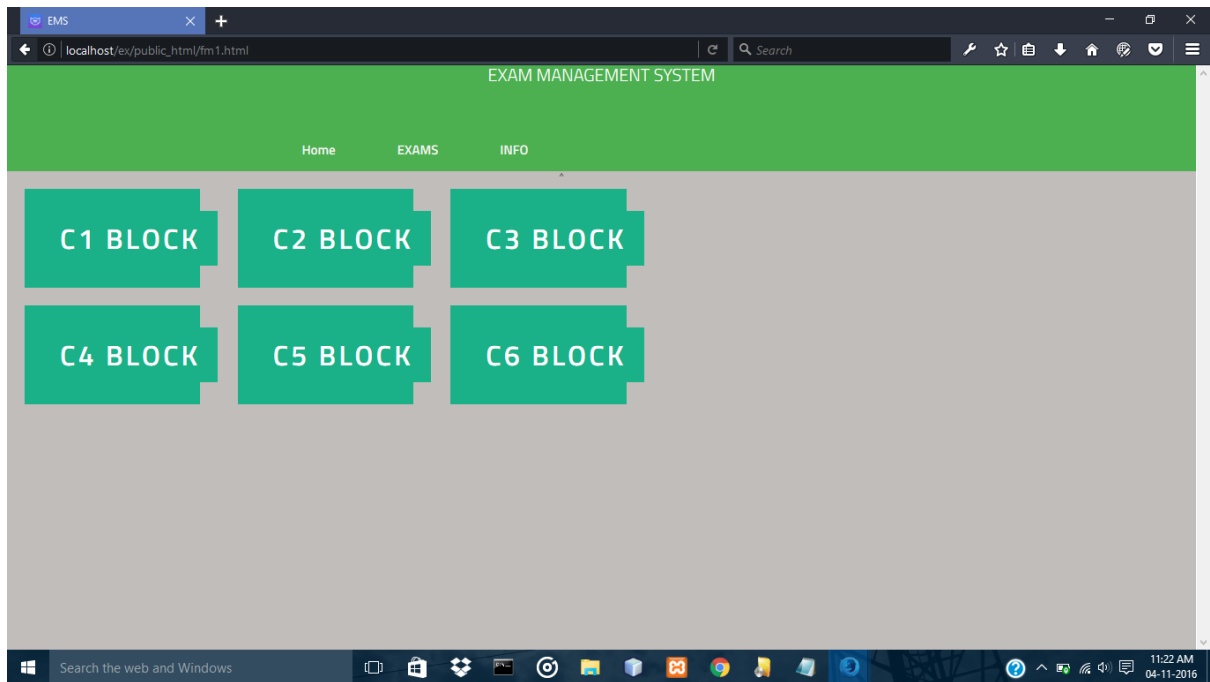 EMS
localhost/ex/public_html/fm1.html
Search
EXAM MANAGEMENT SYSTEM
Home EXAMS INFO
C1 BLOCK C2 BLOCK C3 BLOCK
C4 BLOCK C5 BLOCK C6 BLOCK
Search the web and Windows
11:22 AM
04-11-2016